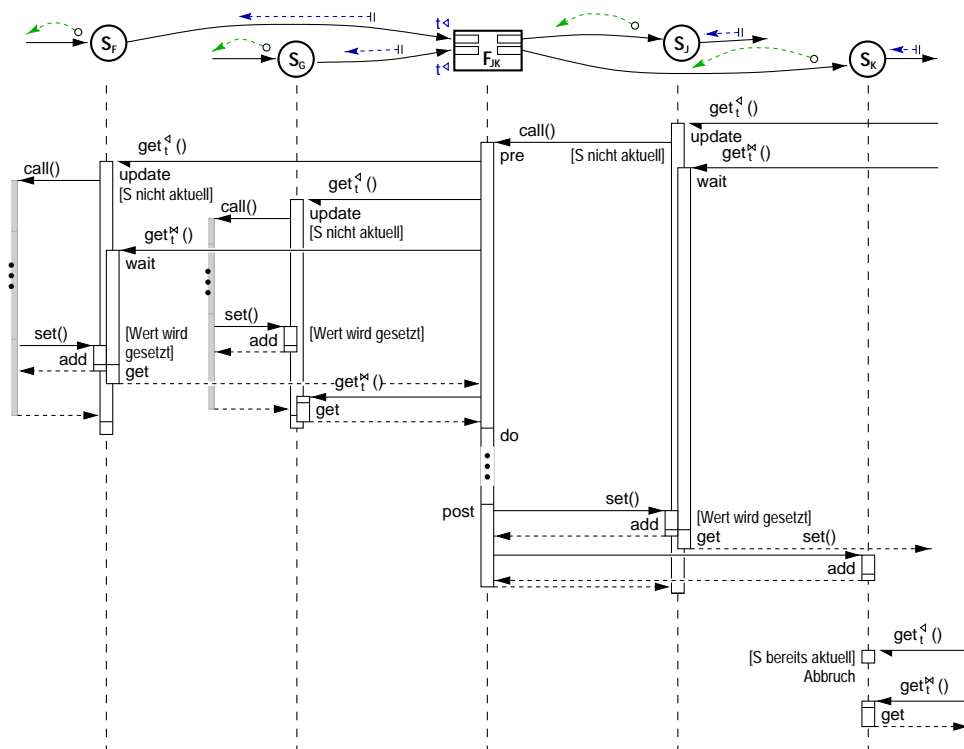 S_F
t◁
S_G
t◁
F_JK
S_J
S_K
get_t^◁ ()
call()
update
get_t^◁ ()
pre
[S nicht aktuell]
get_t^⋈ ()
call()
update
wait
[S nicht aktuell]
get_t^◁ ()
call()
update
[S nicht aktuell]
get_t^⋈ ()
wait
set()
[Wert wird gesetzt]
set()
[Wert wird
gesetzt]
add
add
get
get_t^⋈ ()
get
do
set()
post
[Wert wird gesetzt]
add
get
set()
add
get_t^◁ ()
[S bereits aktuell]
Abbruch
get_t^⋈ ()
get